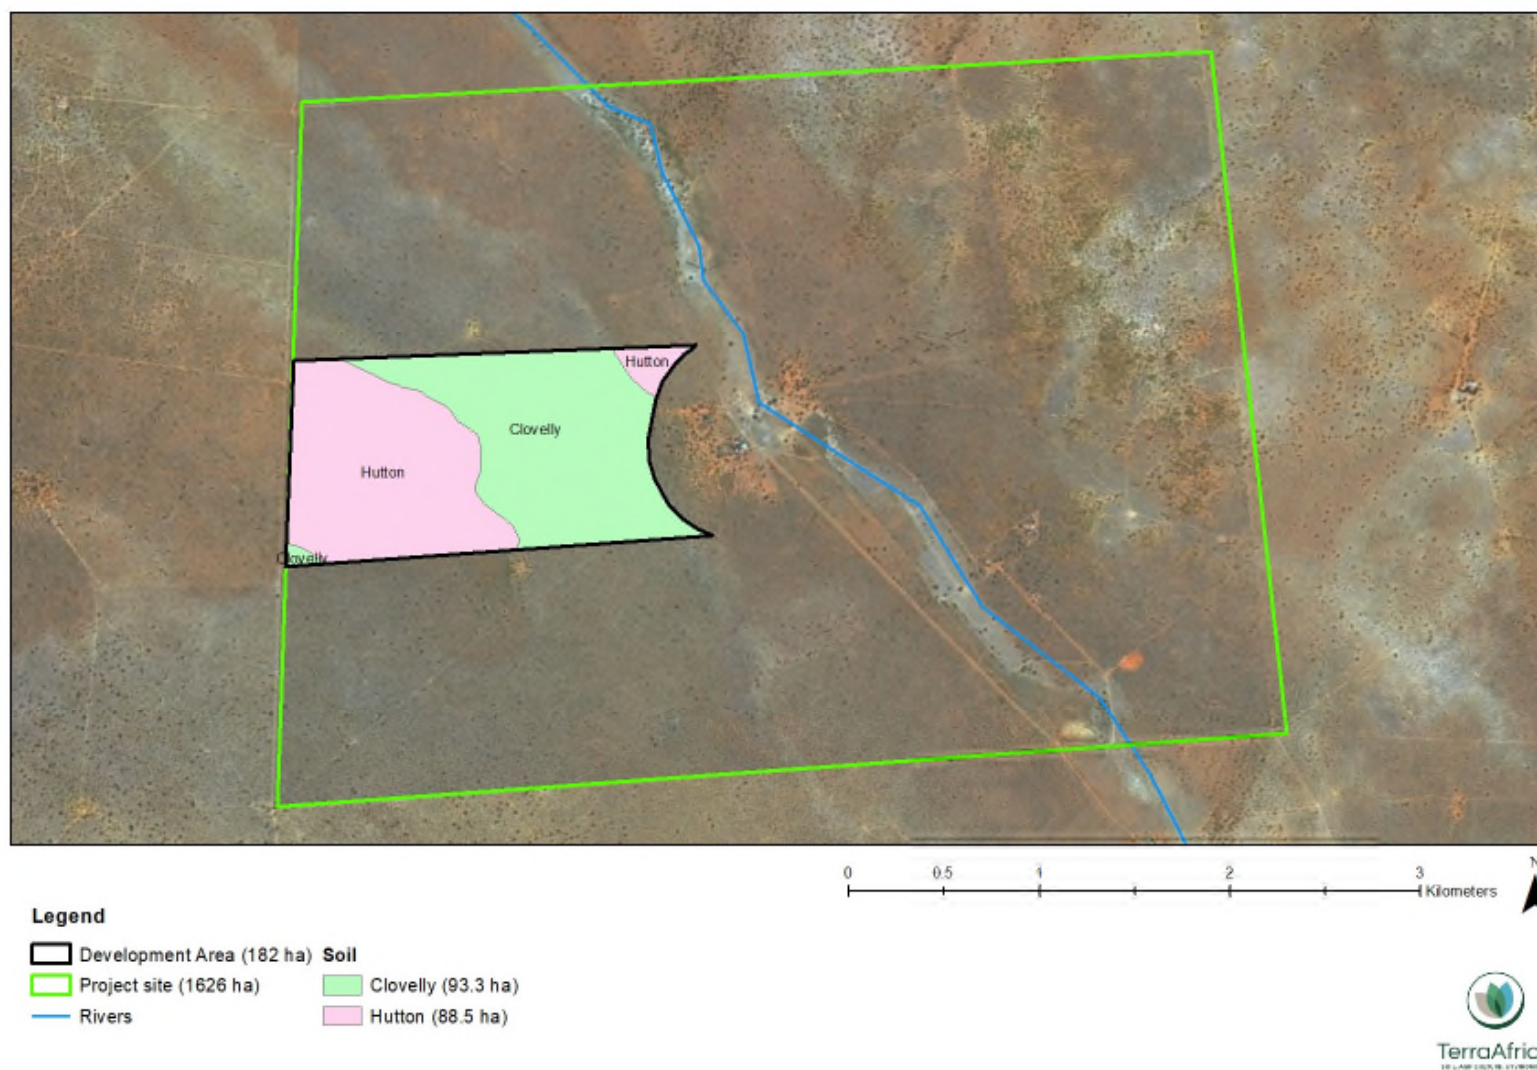 Hutton
Clovelly
Hutton
Clovelly
0 0.5 1 2 3
Kilometers
N
Legend
Development Area (182 ha) Soil
Project site (1626 ha) Clovelly (93.3 ha)
Rivers Hutton (88.5 ha)
TerraAfric